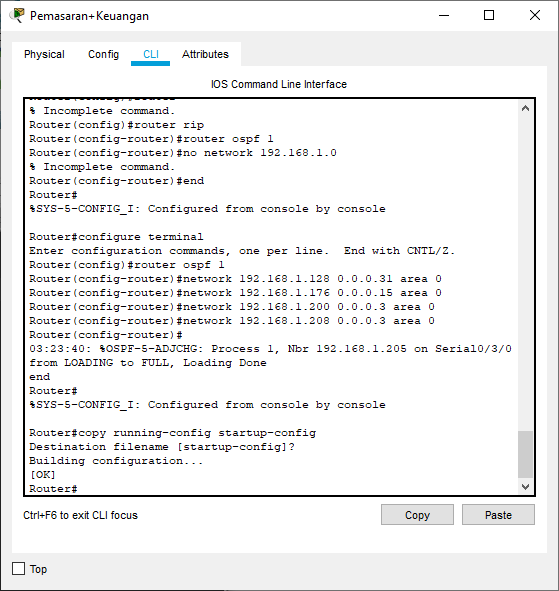 Pemasaran+Keuangan
Physical Config CLI Attributes
IOS Command Line Interface
% Incomplete command.
Router(config)#router rip
Router(config-router)#router ospf 1
Router(config-router)#no network 192.168.1.0
% Incomplete command.
Router(config-router)#end
Router#
%SYS-5-CONFIG_I: Configured from console by console
Router#configure terminal
Enter configuration commands, one per line.  End with CNTL/Z.
Router(config)#router ospf 1
Router(config-router)#network 192.168.1.128 0.0.0.31 area 0
Router(config-router)#network 192.168.1.176 0.0.0.15 area 0
Router(config-router)#network 192.168.1.200 0.0.0.3 area 0
Router(config-router)#network 192.168.1.208 0.0.0.3 area 0
Router(config-router)#
03:23:40: %OSPF-5-ADJCHG: Process 1, Nbr 192.168.1.205 on Serial0/3/0
from LOADING to FULL, Loading Done
end
Router#
%SYS-5-CONFIG_I: Configured from console by console
Router#copy running-config startup-config
Destination filename [startup-config]?
Building configuration...
[OK]
Router#
Ctrl+F6 to exit CLI focus
Copy Paste
Top